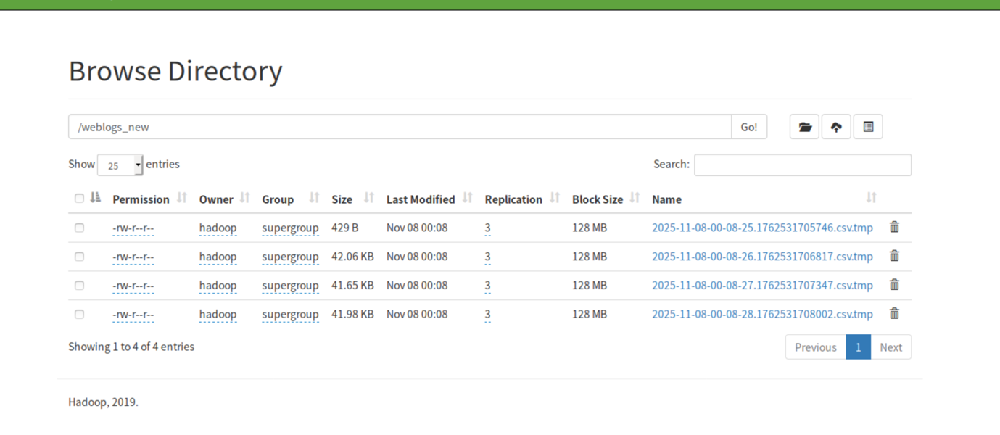 Browse Directory
/weblogs_new Go!
Show 25 entries Search:
Permission Owner Group Size Last Modified Replication Block Size Name
-rw-r--r-- hadoop supergroup 429 B Nov 08 00:08 3 128 MB 2025-11-08-00-08-25.1762531705746.csv.tmp
-rw-r--r-- hadoop supergroup 42.06 KB Nov 08 00:08 3 128 MB 2025-11-08-00-08-26.1762531706817.csv.tmp
-rw-r--r-- hadoop supergroup 41.65 KB Nov 08 00:08 3 128 MB 2025-11-08-00-08-27.1762531707347.csv.tmp
-rw-r--r-- hadoop supergroup 41.98 KB Nov 08 00:08 3 128 MB 2025-11-08-00-08-28.1762531708002.csv.tmp
Showing 1 to 4 of 4 entries Previous 1 Next
Hadoop, 2019.